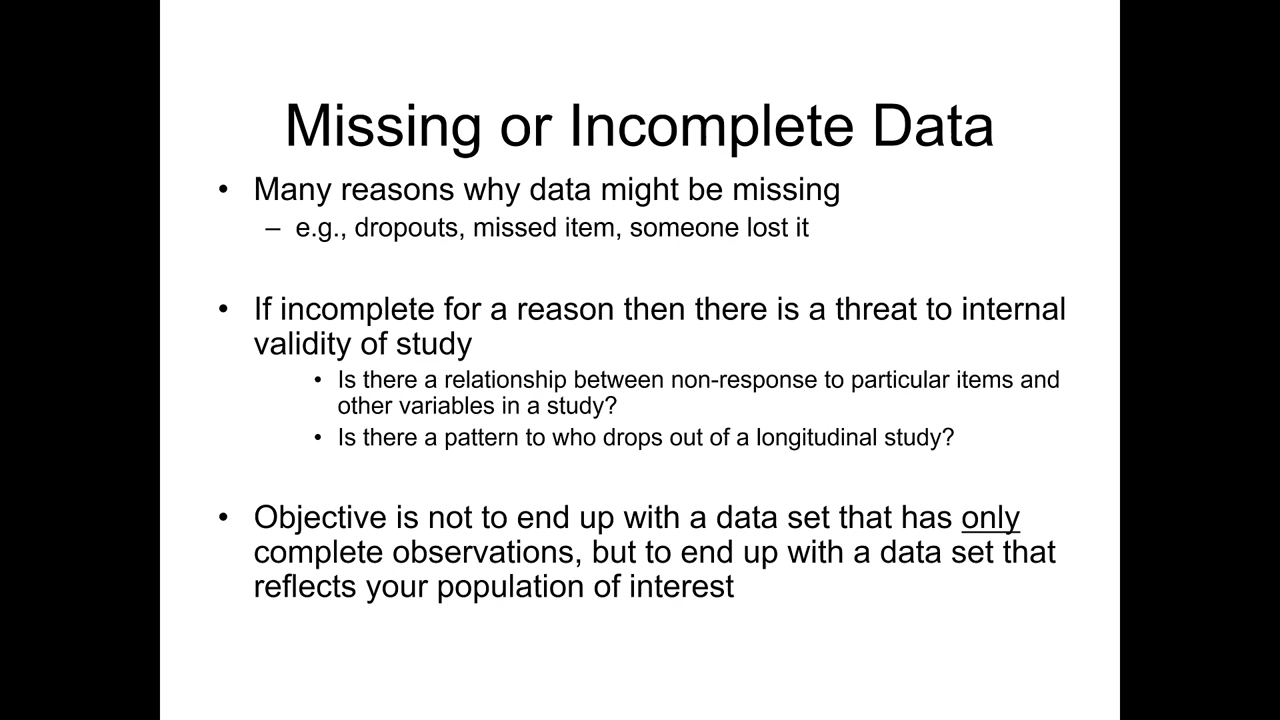 Missing or Incomplete Data
• Many reasons why data might be missing
– e.g., dropouts, missed item, someone lost it
• If incomplete for a reason then there is a threat to internal
validity of study
• Is there a relationship between non-response to particular items and
other variables in a study?
• Is there a pattern to who drops out of a longitudinal study?
• Objective is not to end up with a data set that has only
complete observations, but to end up with a data set that
reflects your population of interest